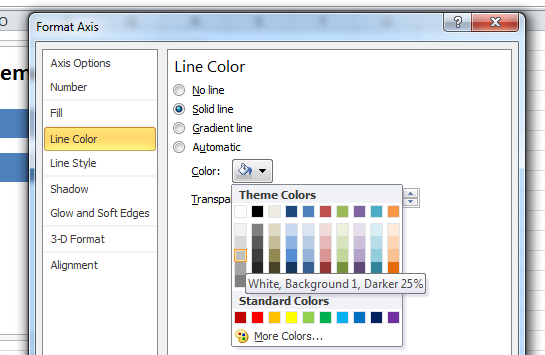 Format Axis
Axis Options
Number
Fill
Line Color
Line Style
Shadow
Glow and Soft Edges
3-D Format
Alignment
Line Color
No line
Solid line
Gradient line
Automatic
Color:
Theme Colors
White, Background 1, Darker 25%
Standard Colors
More Colors...